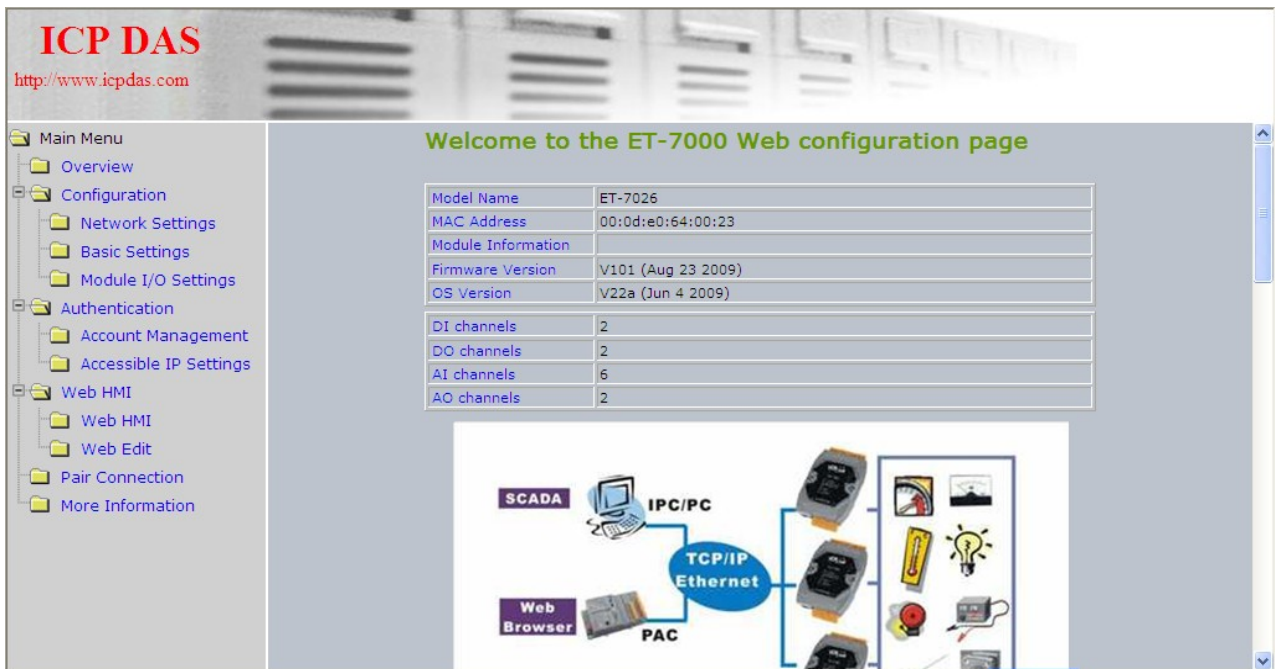 ICP DAS
http://www.icpdas.com
Main Menu
Overview
Configuration
Network Settings
Basic Settings
Module I/O Settings
Authentication
Account Management
Accessible IP Settings
Web HMI
Web HMI
Web Edit
Pair Connection
More Information
Welcome to the ET-7000 Web configuration page
Model Name ET-7026
MAC Address 00:0d:e0:64:00:23
Module Information
Firmware Version V101 (Aug 23 2009)
OS Version V22a (Jun 4 2009)
DI channels 2
DO channels 2
AI channels 6
AO channels 2
SCADA
IPC/PC
TCP/IP
Ethernet
Web
Browser
PAC